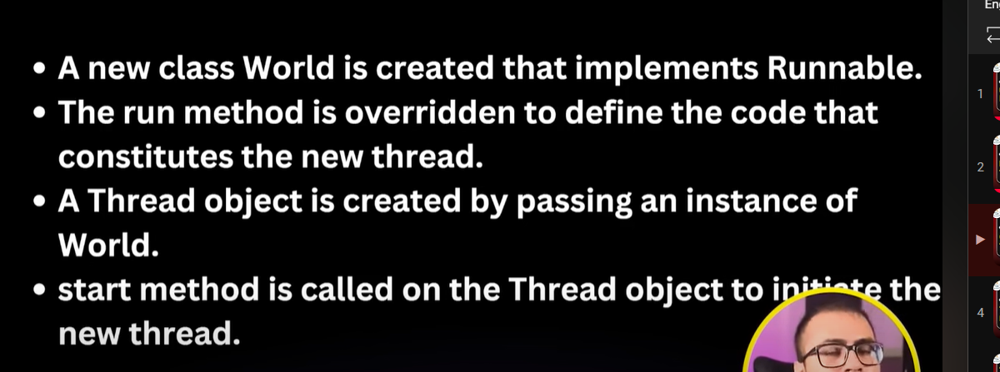 • A new class World is created that implements Runnable.
• The run method is overridden to define the code that
constitutes the new thread.
• A Thread object is created by passing an instance of
World.
• start method is called on the Thread object to initiate the
new thread.
1
2
4